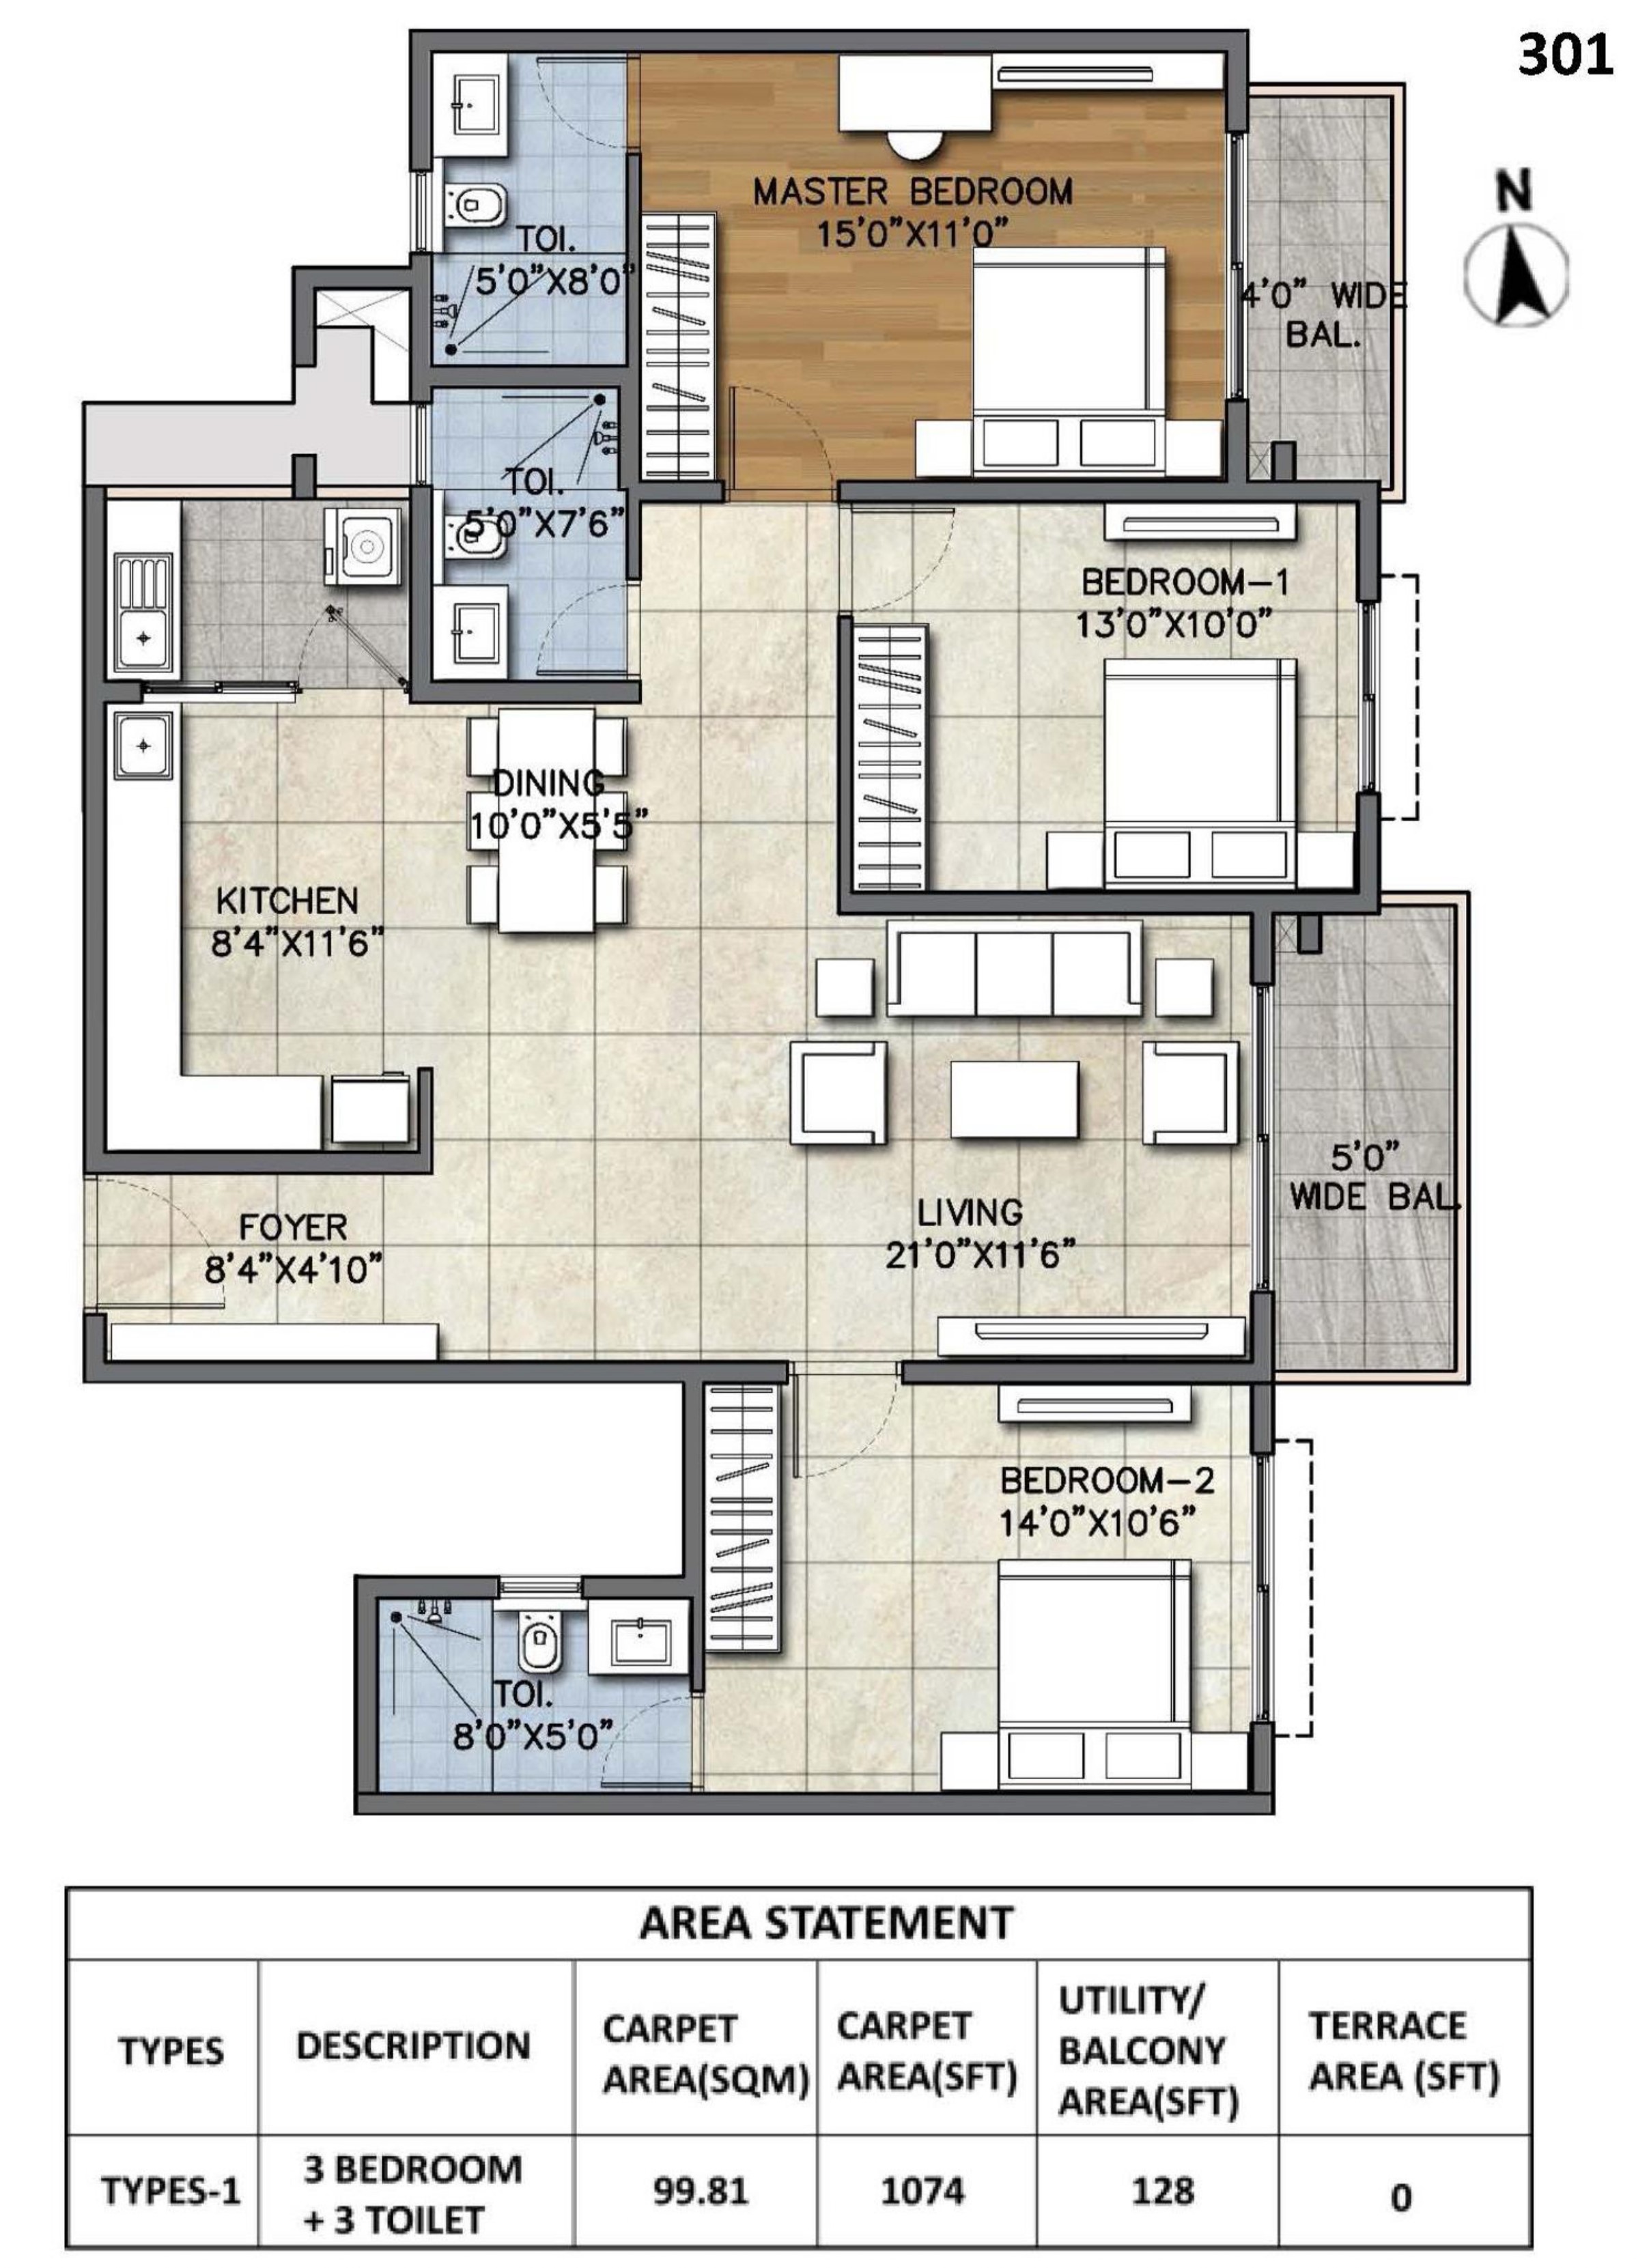 301
N
MASTER BEDROOM
15'0"X11'0"
TOI.
5'0"X8'0"
4'0" WIDE
BAL.
TOI.
5'0"X7'6"
BEDROOM-1
13'0"X10'0"
DINING
10'0"X5'5"
KITCHEN
8'4"X11'6"
5'0"
WIDE BAL.
LIVING
21'0"X11'6"
FOYER
8'4"X4'10"
BEDROOM-2
14'0"X10'6"
TOI.
8'0"X5'0"
AREA STATEMENT
TYPES
DESCRIPTION
CARPET
AREA(SQM)
CARPET
AREA(SFT)
UTILITY/
BALCONY
AREA(SFT)
TERRACE
AREA (SFT)
TYPES-1
3 BEDROOM
+ 3 TOILET
99.81
1074
128
0